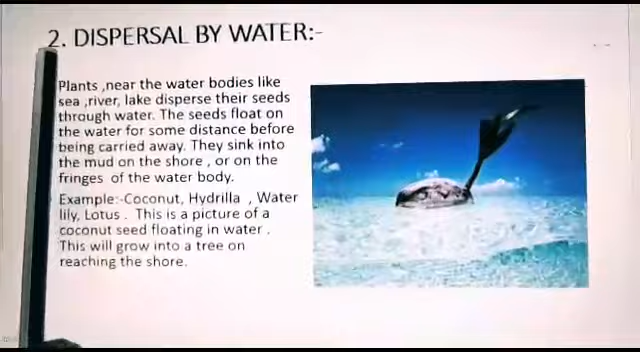 2. DISPERSAL BY WATER:-
Plants ,near the water bodies like
sea ,river, lake disperse their seeds
through water. The seeds float on
the water for some distance before
being carried away. They sink into
the mud on the shore , or on the
fringes of the water body.
Example:-Coconut, Hydrilla , Water
lily, Lotus . This is a picture of a
coconut seed floating in water .
This will grow into a tree on
reaching the shore.